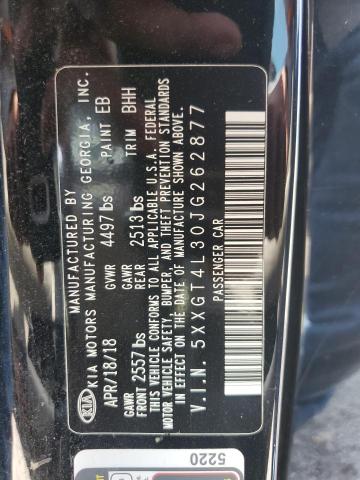 MANUFACTURED BY
KIA KIA MOTORS MANUFACTURING GEORGIA, INC.
APR/18/18 GVWR 4497 lbs PAINT EB
GAWR FRONT 2557 lbs GAWR REAR 2513 lbs TRIM BHH
THIS VEHICLE CONFORMS TO ALL APPLICABLE U.S.A. FEDERAL
MOTOR VEHICLE SAFETY, BUMPER, AND THEFT PREVENTION
STANDARDS IN EFFECT ON THE DATE OF MANUFACTURE SHOWN ABOVE.
V.I.N. 5XXGT4L30JG262877
PASSENGER CAR
5220